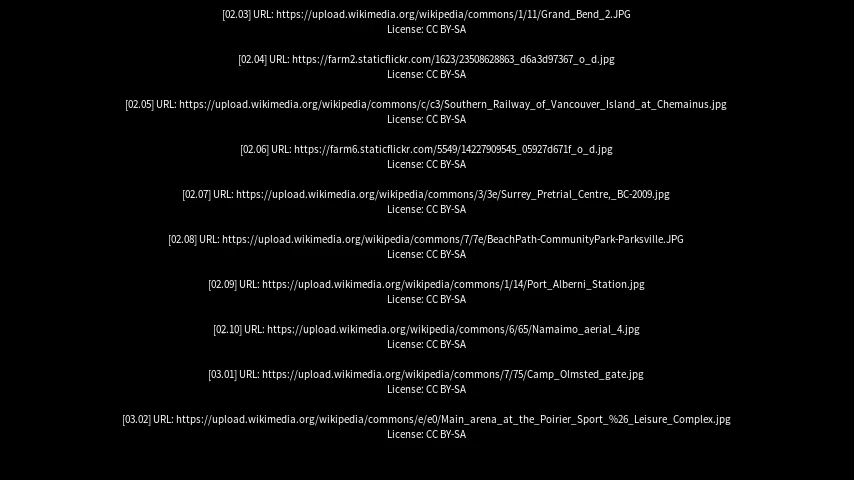 [02.03] URL: https://upload.wikimedia.org/wikipedia/commons/1/11/Grand_Bend_2.JPG
License: CC BY-SA
[02.04] URL: https://farm2.staticflickr.com/1623/23508628863_d6a3d97367_o_d.jpg
License: CC BY-SA
[02.05] URL: https://upload.wikimedia.org/wikipedia/commons/c/c3/Southern_Railway_of_Vancouver_Island_at_Chemainus.jpg
License: CC BY-SA
[02.06] URL: https://farm6.staticflickr.com/5549/14227909545_05927d671f_o_d.jpg
License: CC BY-SA
[02.07] URL: https://upload.wikimedia.org/wikipedia/commons/3/3e/Surrey_Pretrial_Centre,_BC-2009.jpg
License: CC BY-SA
[02.08] URL: https://upload.wikimedia.org/wikipedia/commons/7/7e/BeachPath-CommunityPark-Parksville.JPG
License: CC BY-SA
[02.09] URL: https://upload.wikimedia.org/wikipedia/commons/1/14/Port_Alberni_Station.jpg
License: CC BY-SA
[02.10] URL: https://upload.wikimedia.org/wikipedia/commons/6/65/Namaimo_aerial_4.jpg
License: CC BY-SA
[03.01] URL: https://upload.wikimedia.org/wikipedia/commons/7/75/Camp_Olmsted_gate.jpg
License: CC BY-SA
[03.02] URL: https://upload.wikimedia.org/wikipedia/commons/e/e0/Main_arena_at_the_Poirier_Sport_%26_Leisure_Complex.jpg
License: CC BY-SA